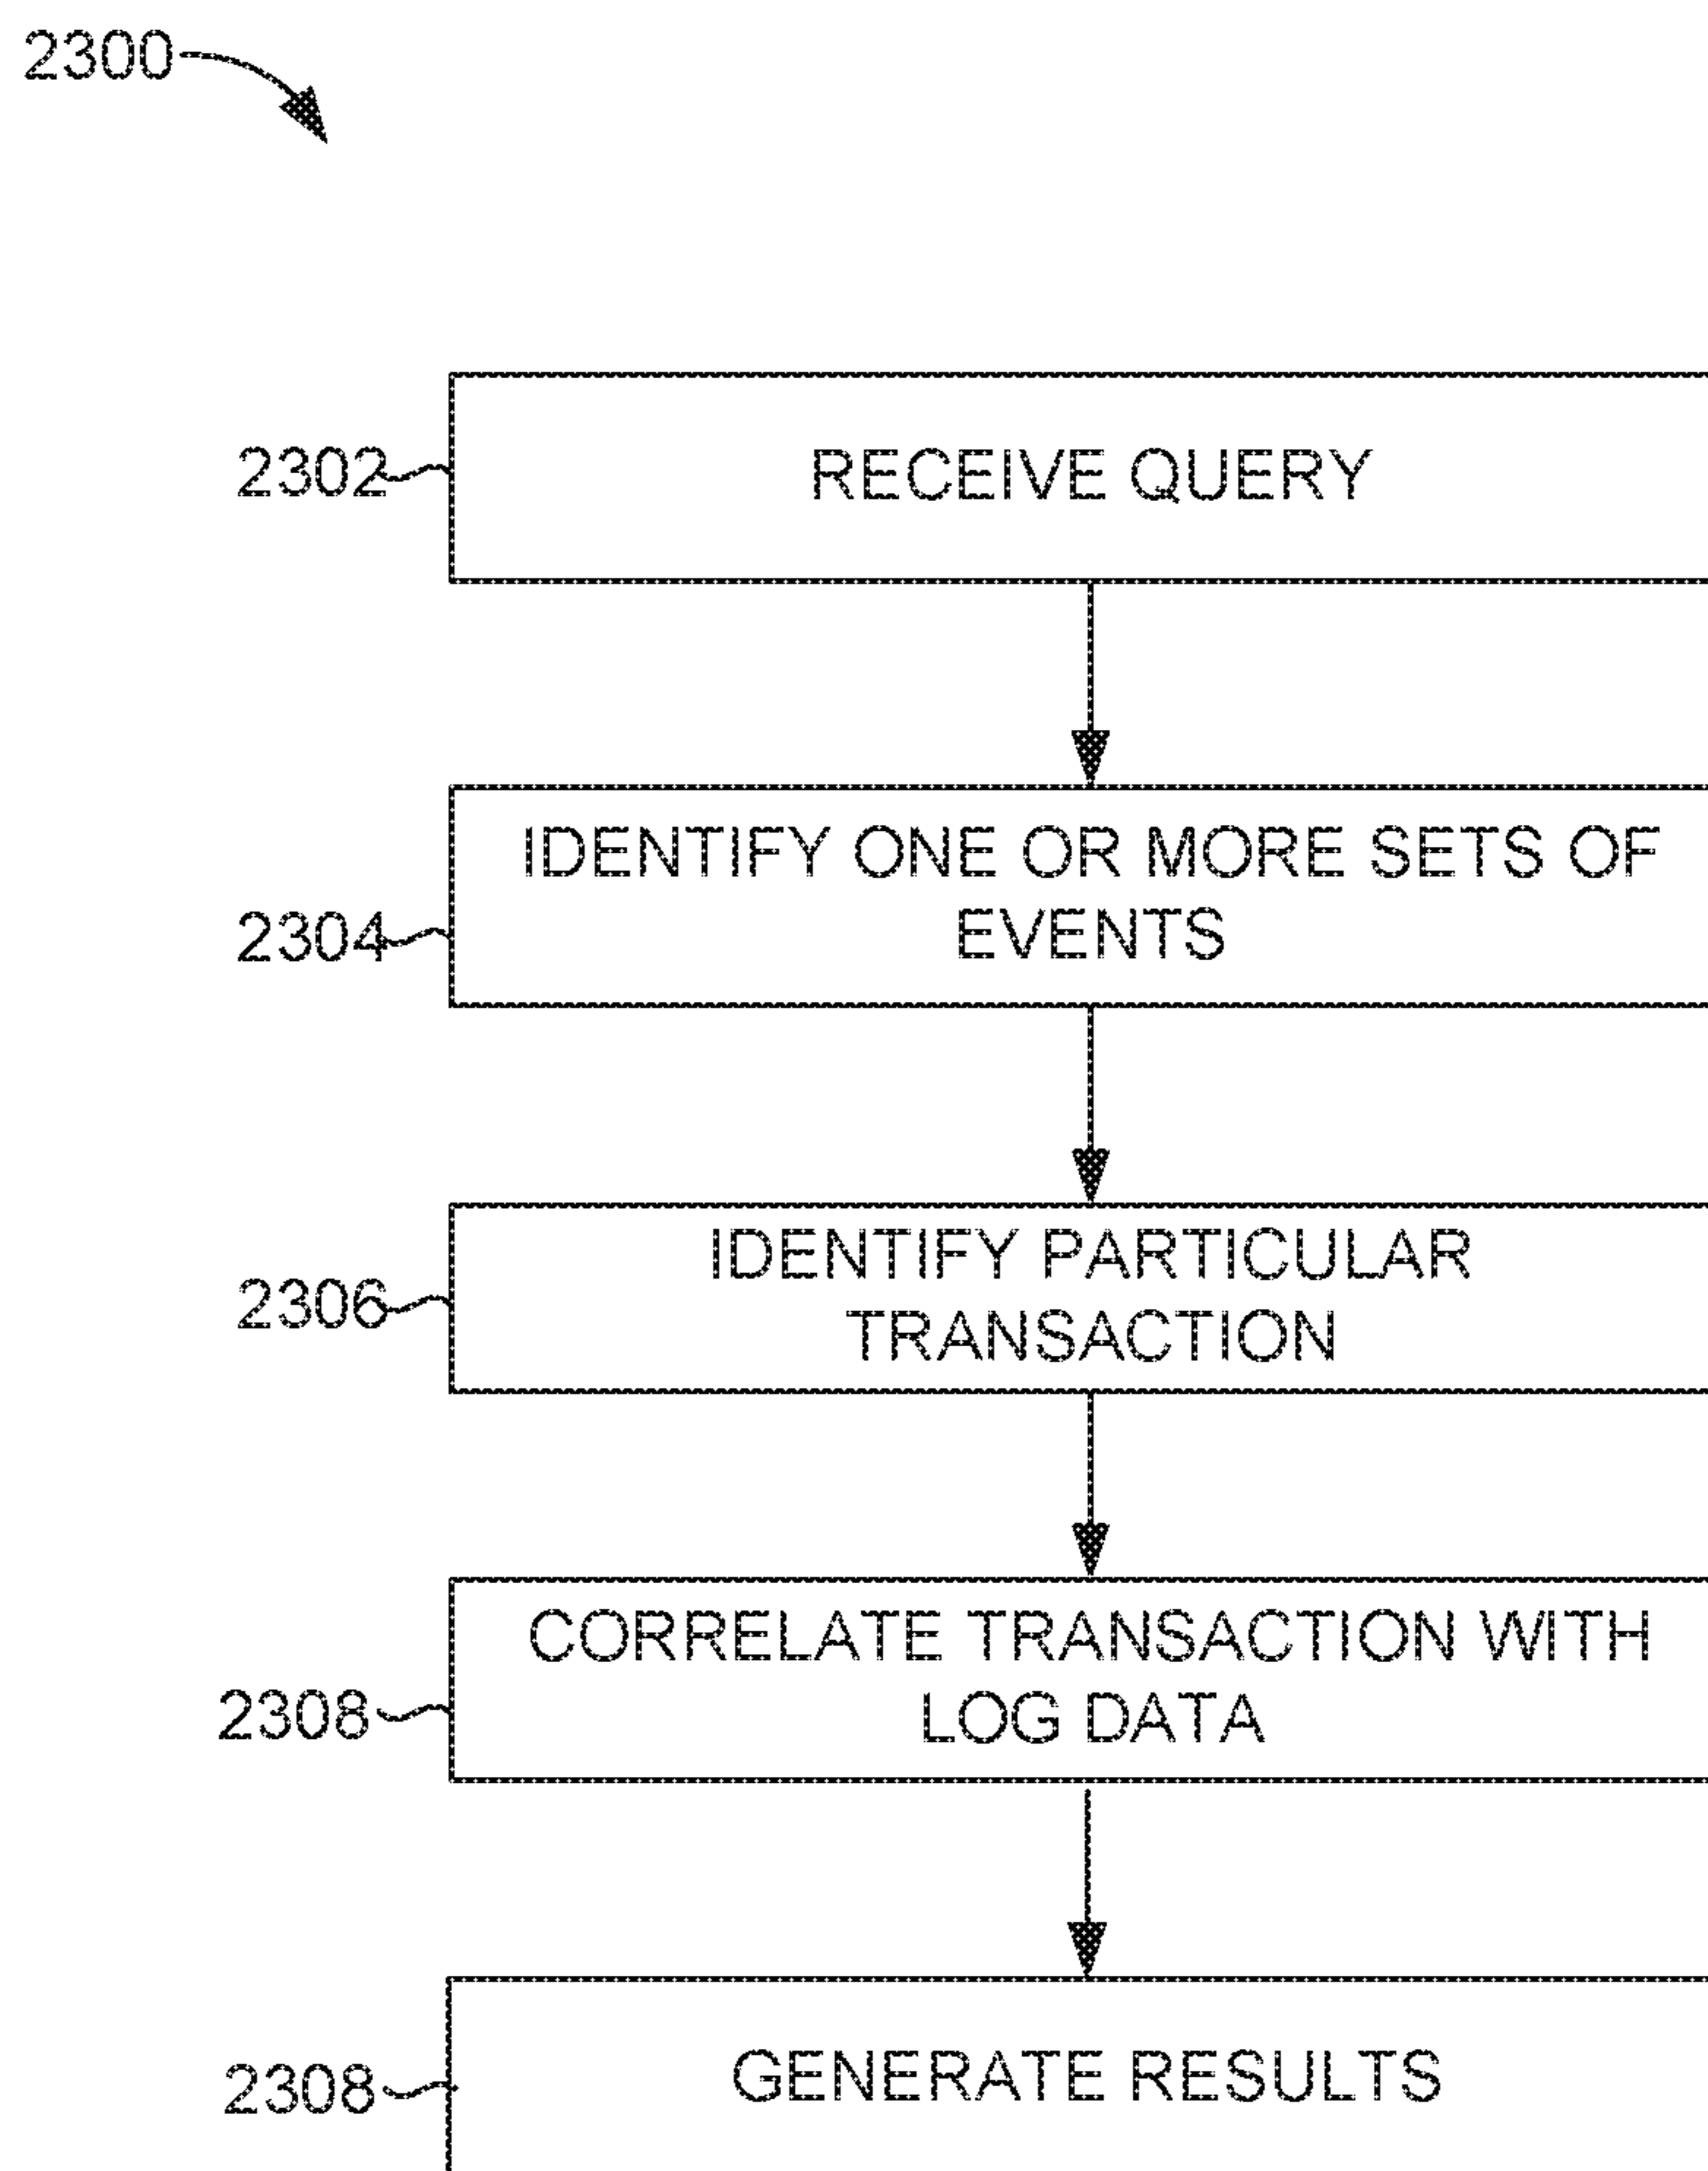 2300
2302
RECEIVE QUERY
2304
IDENTIFY ONE OR MORE SETS OF
EVENTS
2306
IDENTIFY PARTICULAR
TRANSACTION
2308
CORRELATE TRANSACTION WITH
LOG DATA
2308
GENERATE RESULTS